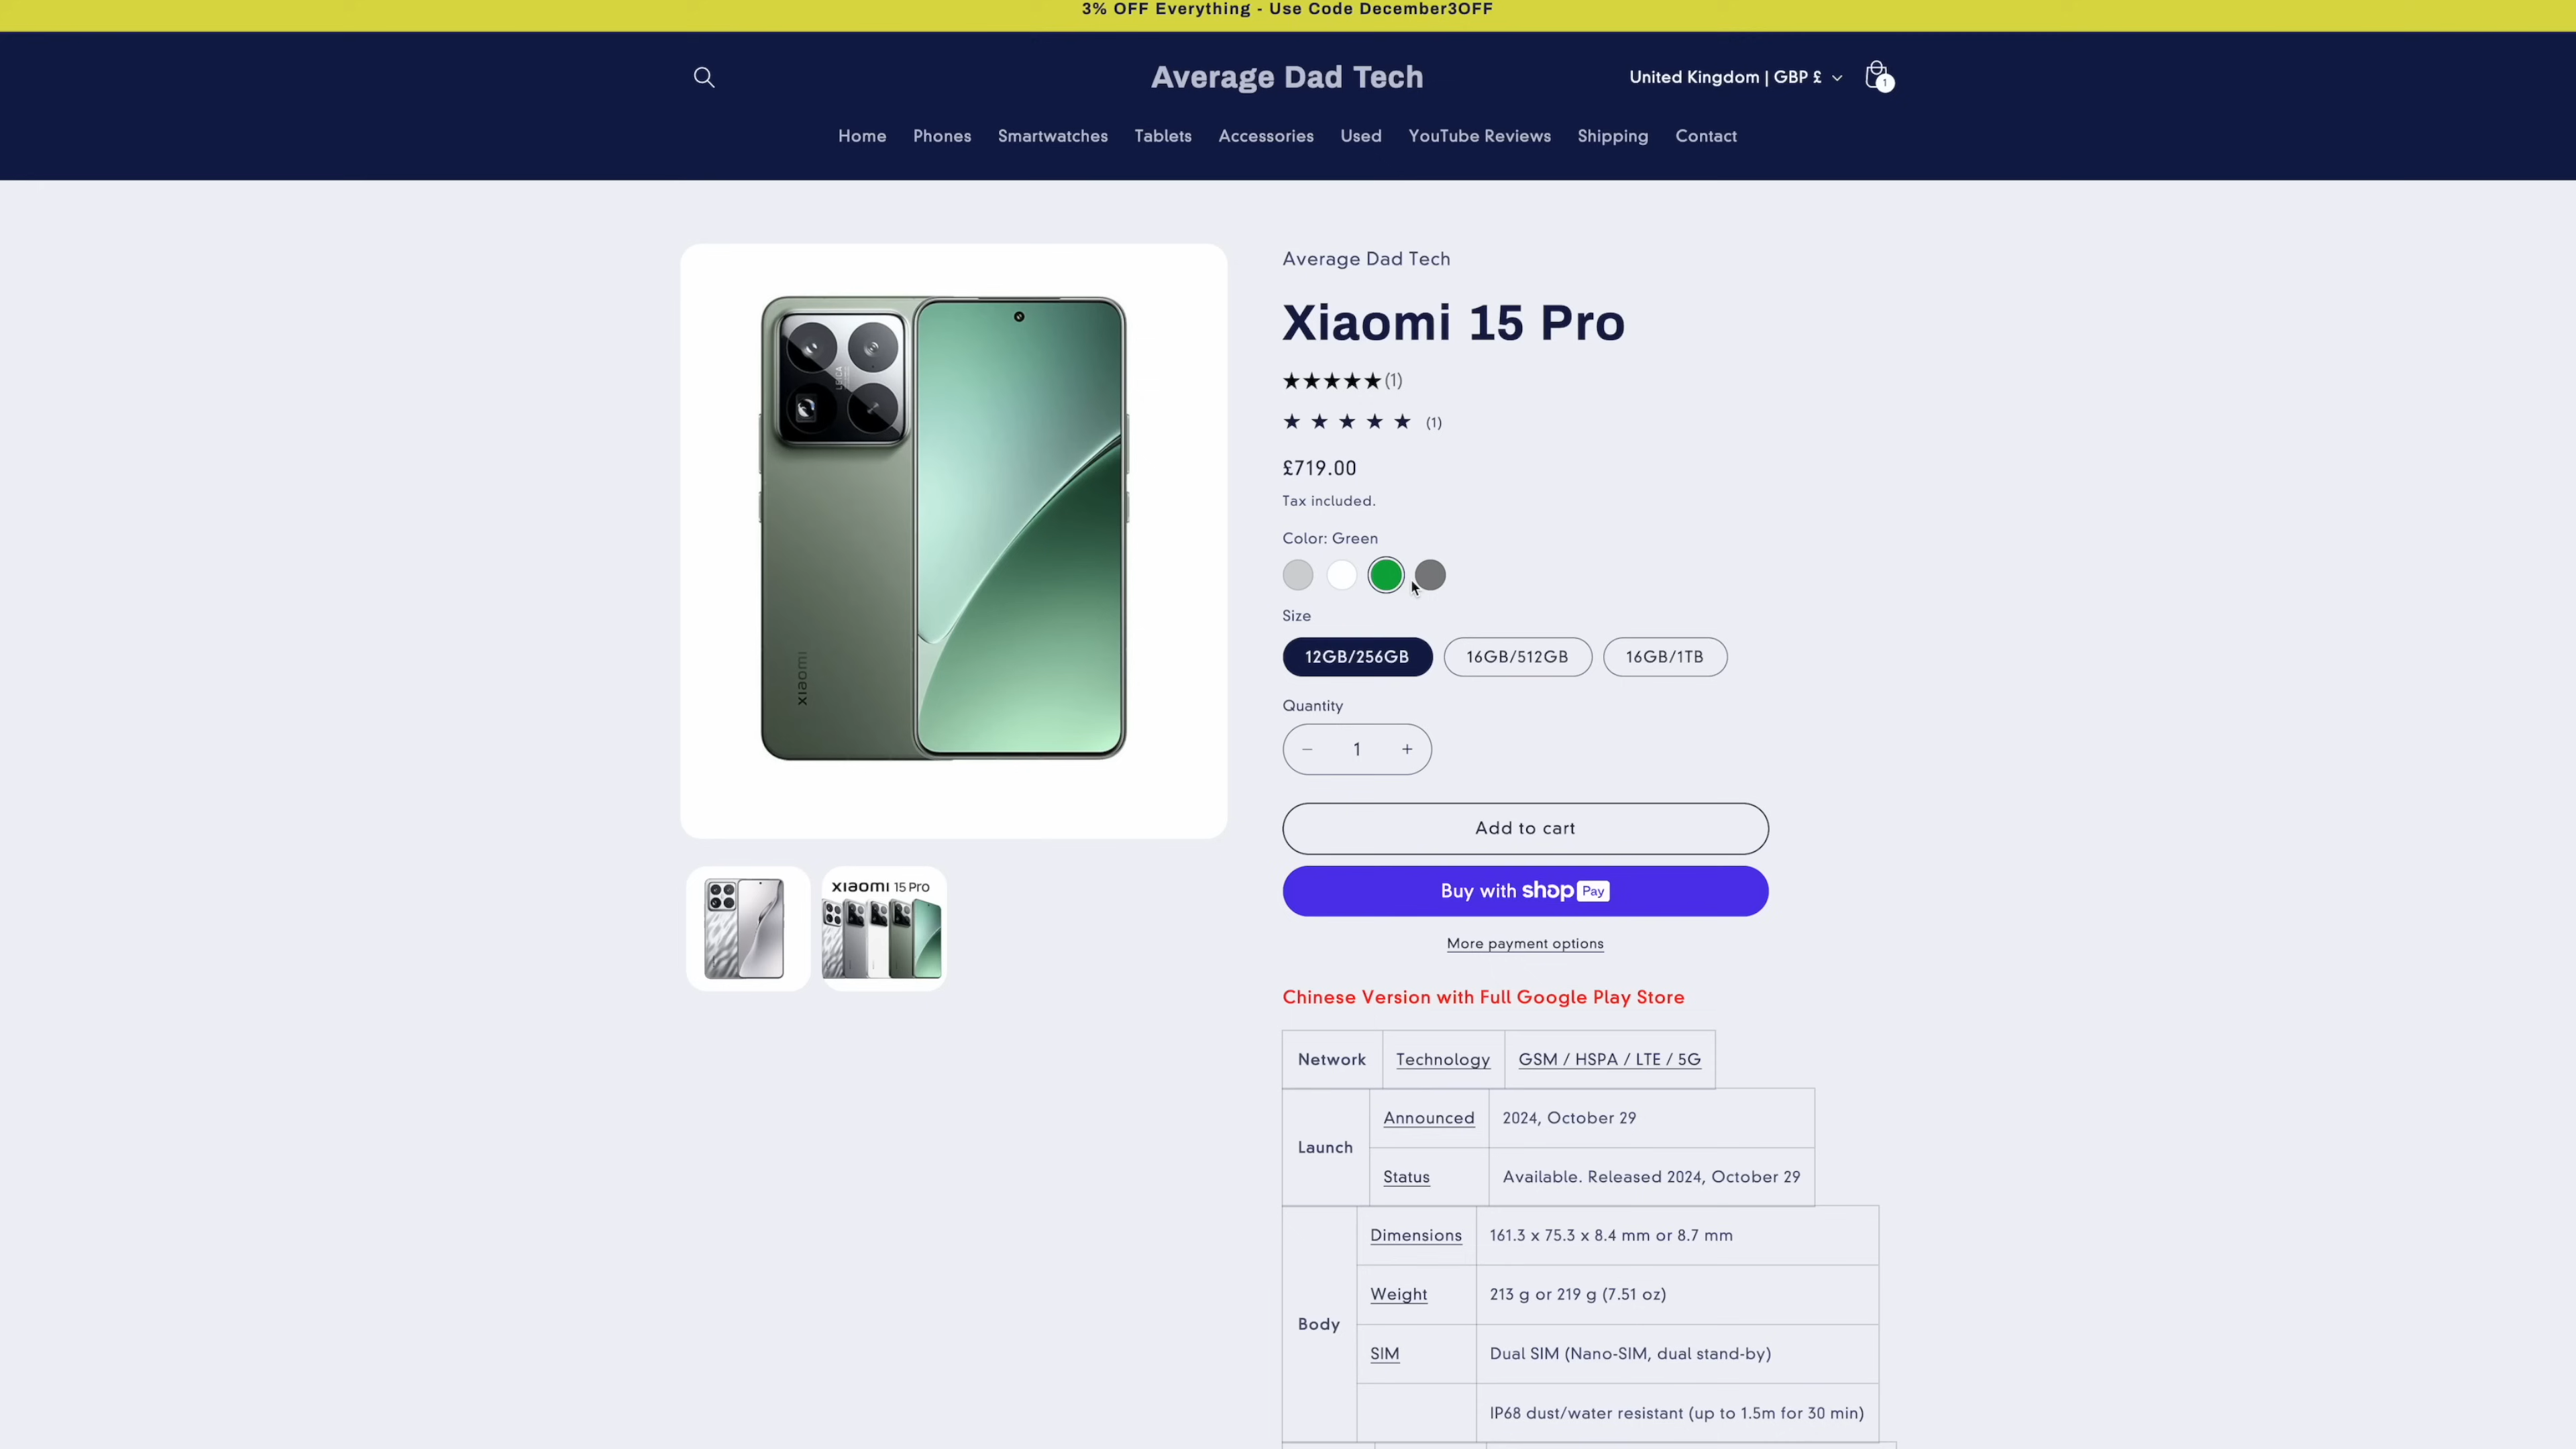 3% OFF Everything - Use Code December3OFF
Average Dad Tech
United Kingdom | GBP £
1
Home Phones Smartwatches Tablets Accessories Used YouTube Reviews Shipping Contact
LEICA
xiaomi
xiaomi 15 Pro
Average Dad Tech
Xiaomi 15 Pro
★★★★★(1)
★ ★ ★ ★ ★ (1)
£719.00
Tax included.
Color: Green
Size
12GB/256GB 16GB/512GB 16GB/1TB
Quantity
− 1 +
Add to cart
Buy with shop Pay
More payment options
Chinese Version with Full Google Play Store
Network Technology GSM / HSPA / LTE / 5G
Launch
Announced 2024, October 29
Status Available. Released 2024, October 29
Body
Dimensions 161.3 x 75.3 x 8.4 mm or 8.7 mm
Weight 213 g or 219 g (7.51 oz)
SIM Dual SIM (Nano-SIM, dual stand-by)
IP68 dust/water resistant (up to 1.5m for 30 min)